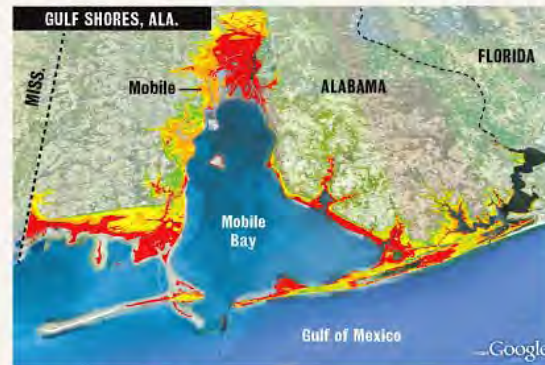 GULF SHORES, ALA.
FLORIDA
MISS.
Mobile
ALABAMA
Mobile
Bay
Gulf of Mexico
Google